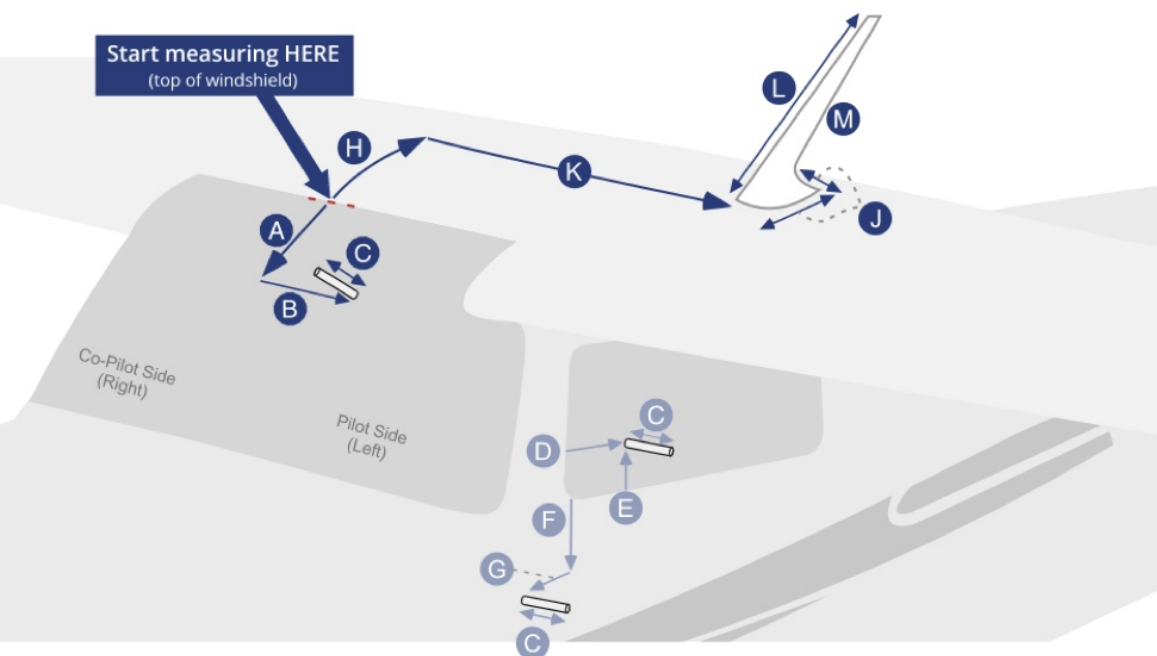 Start measuring HERE
(top of windshield)
H
L
M
K
J
A
C
B
Co-Pilot Side
(Right)
Pilot Side
(Left)
C
D
E
F
G
C